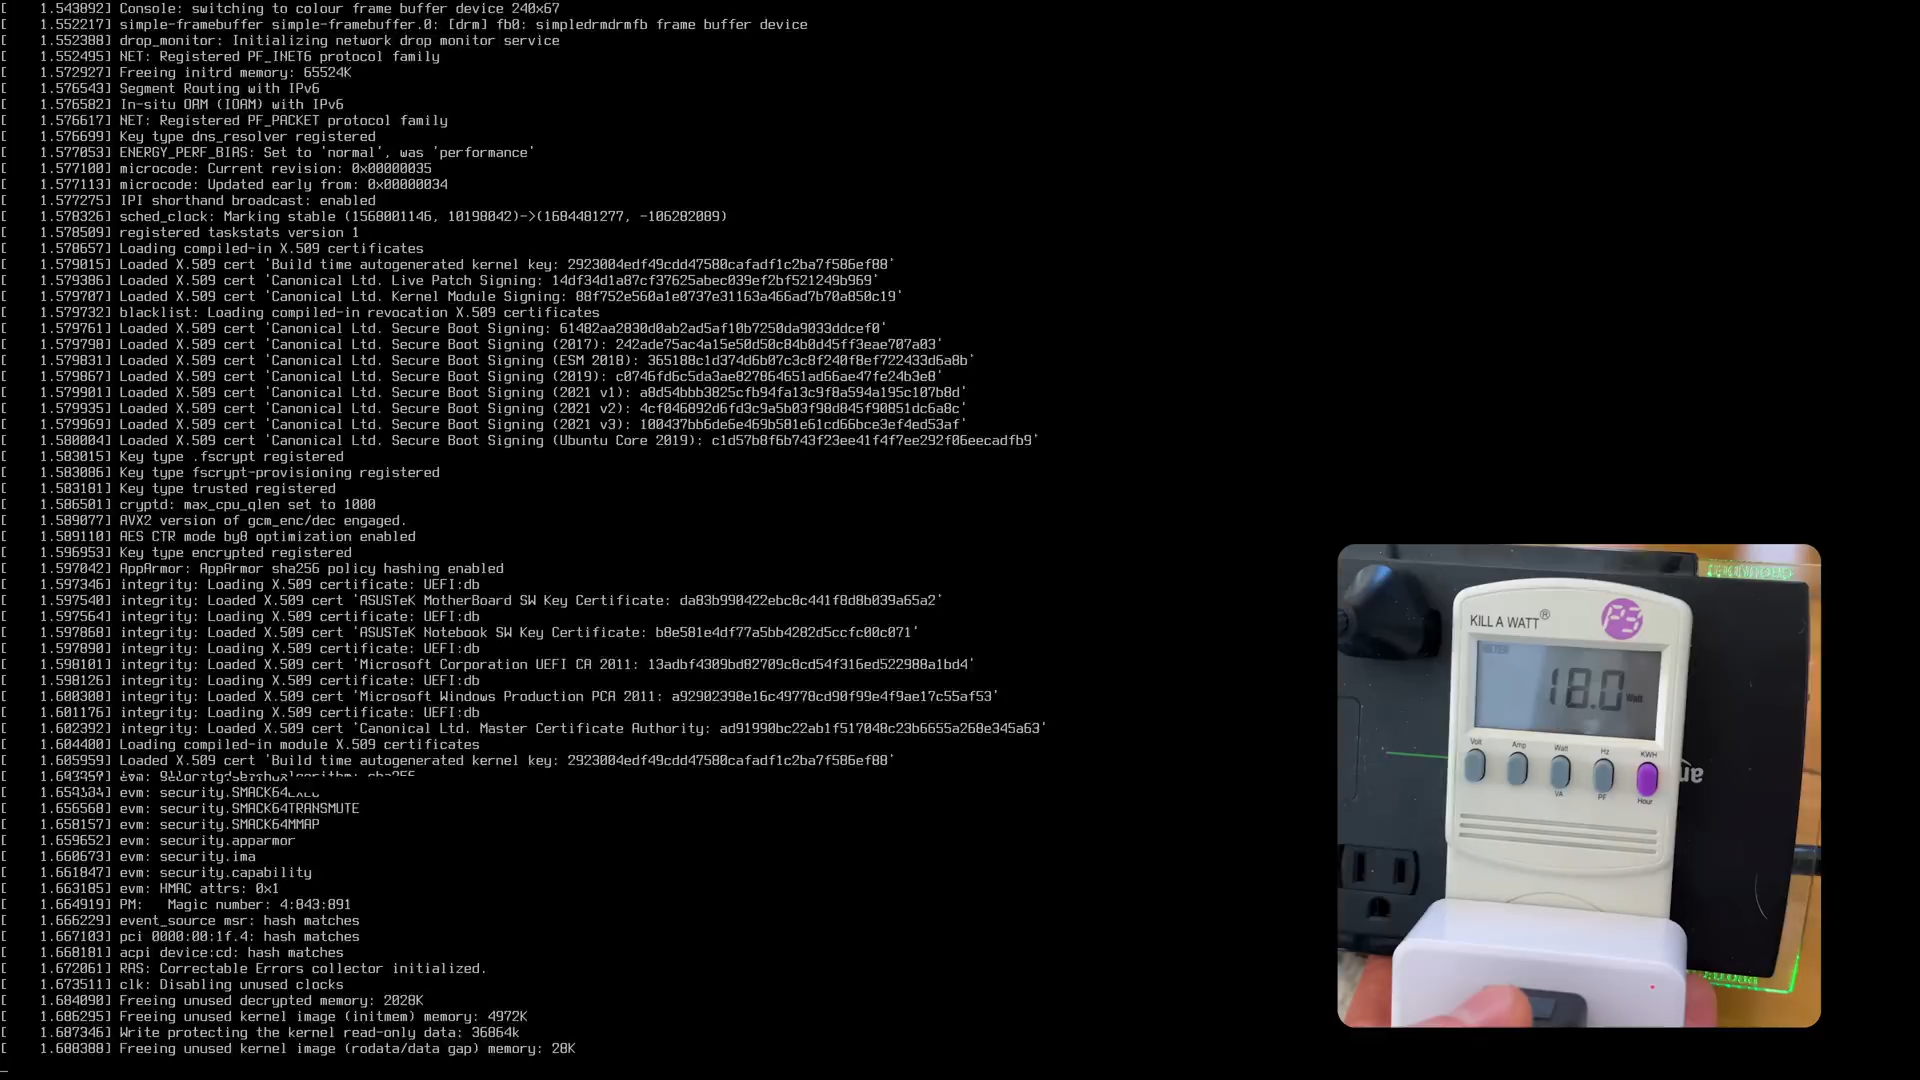 [    1.543892] Console: switching to colour frame buffer device 240x67
[    1.552217] simple-framebuffer simple-framebuffer.0: [drm] fb0: simpledrmdrmfb frame buffer device
[    1.552388] drop_monitor: Initializing network drop monitor service
[    1.552495] NET: Registered PF_INET6 protocol family
[    1.572927] Freeing initrd memory: 65524K
[    1.576543] Segment Routing with IPv6
[    1.576582] In-situ OAM (IOAM) with IPv6
[    1.576617] NET: Registered PF_PACKET protocol family
[    1.576699] Key type dns_resolver registered
[    1.577053] ENERGY_PERF_BIAS: Set to 'normal', was 'performance'
[    1.577100] microcode: Current revision: 0x00000035
[    1.577113] microcode: Updated early from: 0x00000034
[    1.577275] IPI shorthand broadcast: enabled
[    1.578326] sched_clock: Marking stable (1568001146, 10198042)->(1684481277, -106282089)
[    1.578509] registered taskstats version 1
[    1.578657] Loading compiled-in X.509 certificates
[    1.579015] Loaded X.509 cert 'Build time autogenerated kernel key: 2923004edf49cdd47580cafadf1c2ba7f586ef88'
[    1.579386] Loaded X.509 cert 'Canonical Ltd. Live Patch Signing: 14df34d1a87cf37625abec039ef2bf521249b969'
[    1.579707] Loaded X.509 cert 'Canonical Ltd. Kernel Module Signing: 88f752e560a1e0737e31163a466ad7b70a850c19'
[    1.579732] blacklist: Loading compiled-in revocation X.509 certificates
[    1.579761] Loaded X.509 cert 'Canonical Ltd. Secure Boot Signing: 61482aa2830d0ab2ad5af10b7250da9033ddcef0'
[    1.579798] Loaded X.509 cert 'Canonical Ltd. Secure Boot Signing (2017): 242ade75ac4a15e50d50c84b0d45ff3eae707a03'
[    1.579831] Loaded X.509 cert 'Canonical Ltd. Secure Boot Signing (ESM 2018): 365188c1d374d6b07c3c8f240f8ef722433d6a8b'
[    1.579867] Loaded X.509 cert 'Canonical Ltd. Secure Boot Signing (2019): c0746fd6c5da3ae827864651ad66ae47fe24b3e8'
[    1.579901] Loaded X.509 cert 'Canonical Ltd. Secure Boot Signing (2021 v1): a8d54bbb3825cfb94fa13c9f8a594a195c107b8d'
[    1.579935] Loaded X.509 cert 'Canonical Ltd. Secure Boot Signing (2021 v2): 4cf046892d6fd3c9a5b03f98d845f90851dc6a8c'
[    1.579969] Loaded X.509 cert 'Canonical Ltd. Secure Boot Signing (2021 v3): 100437bb6de6e469b581e61cd66bce3ef4ed53af'
[    1.580004] Loaded X.509 cert 'Canonical Ltd. Secure Boot Signing (Ubuntu Core 2019): c1d57b8f6b743f23ee41f4f7ee292f06eecadfb9'
[    1.583015] Key type .fscrypt registered
[    1.583086] Key type fscrypt-provisioning registered
[    1.583181] Key type trusted registered
[    1.586501] cryptd: max_cpu_qlen set to 1000
[    1.589077] AVX2 version of gcm_enc/dec engaged.
[    1.589110] AES CTR mode by8 optimization enabled
[    1.596953] Key type encrypted registered
[    1.597042] AppArmor: AppArmor sha256 policy hashing enabled
[    1.597346] integrity: Loading X.509 certificate: UEFI:db
[    1.597540] integrity: Loaded X.509 cert 'ASUSTeK MotherBoard SW Key Certificate: da83b990422ebc8c441f8d8b039a65a2'
[    1.597564] integrity: Loading X.509 certificate: UEFI:db
[    1.597868] integrity: Loaded X.509 cert 'ASUSTeK Notebook SW Key Certificate: b8e581e4df77a5bb4282d5ccfc00c071'
[    1.597890] integrity: Loading X.509 certificate: UEFI:db
[    1.598101] integrity: Loaded X.509 cert 'Microsoft Corporation UEFI CA 2011: 13adbf4309bd82709c8cd54f316ed522988a1bd4'
[    1.598126] integrity: Loading X.509 certificate: UEFI:db
[    1.600308] integrity: Loaded X.509 cert 'Microsoft Windows Production PCA 2011: a92902398e16c49778cd90f99e4f9ae17c55af53'
[    1.601176] integrity: Loading X.509 certificate: UEFI:db
[    1.602392] integrity: Loaded X.509 cert 'Canonical Ltd. Master Certificate Authority: ad91990bc22ab1f517048c23b6655a268e345a63'
[    1.604400] Loading compiled-in module X.509 certificates
[    1.605959] Loaded X.509 cert 'Build time autogenerated kernel key: 2923004edf49cdd47580cafadf1c2ba7f586ef88'
evm:
[    evm:
[    1.656568] evm: security.SMACK64TRANSMUTE
[    1.658157] evm: security.SMACK64MMAP
[    1.659652] evm: security.apparmor
[    1.660673] evm: security.ima
[    1.661847] evm: security.capability
[    1.663185] evm: HMAC attrs: 0x1
[    1.664919] PM:   Magic number: 4:843:891
[    1.666229] event_source msr: hash matches
[    1.667103] pci 0000:00:1f.4: hash matches
[    1.668181] acpi device:cd: hash matches
[    1.672061] RAS: Correctable Errors collector initialized.
[    1.673511] clk: Disabling unused clocks
[    1.684090] Freeing unused decrypted memory: 2028K
[    1.686295] Freeing unused kernel image (initmem) memory: 4972K
[    1.687346] Write protecting the kernel read-only data: 36864k
[    1.688388] Freeing unused kernel image (rodata/data gap) memory: 28K
KILL A WATT® P3
18.0 Watt
Volt Amp Watt Hz KWH
VA PF Hour